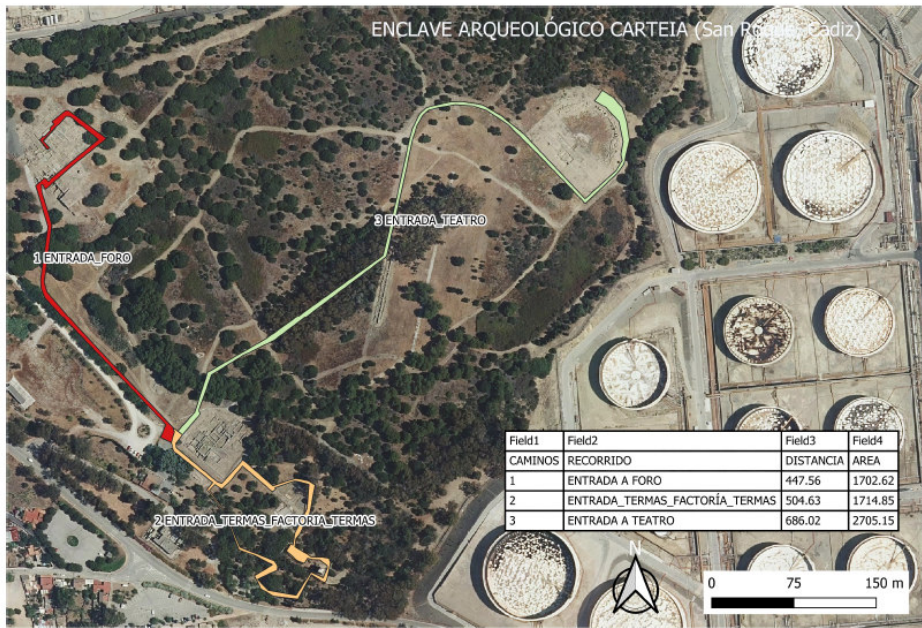 ENCLAVE ARQUEOLÓGICO CARTEIA (San Roque, Cádiz)
3 ENTRADA_TEATRO
1 ENTRADA_FORO
Field1 Field2 Field3 Field4
CAMINOS RECORRIDO DISTANCIA AREA
1 ENTRADA A FORO 447.56 1702.62
2 ENTRADA_TERMAS_FACTORÍA_TERMAS 504.63 1714.85
3 ENTRADA A TEATRO 686.02 2705.15
2 ENTRADA_TERMAS_FACTORIA_TERMAS
N
0 75 150 m